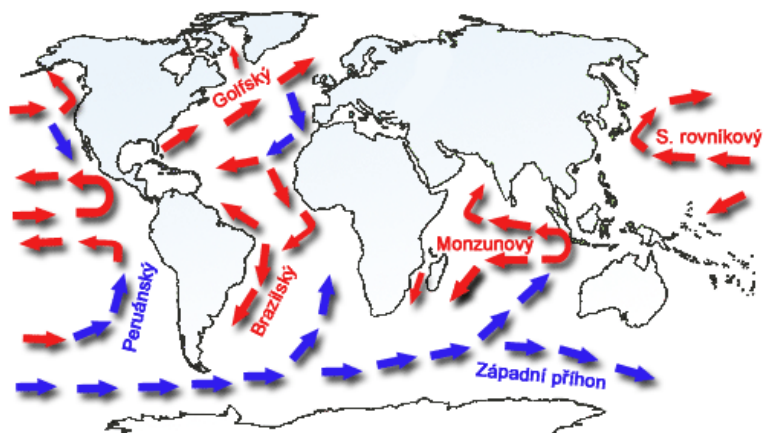 Golfský
S. rovníkový
Monzunový
Peruánský
Brazilský
Západní příhon